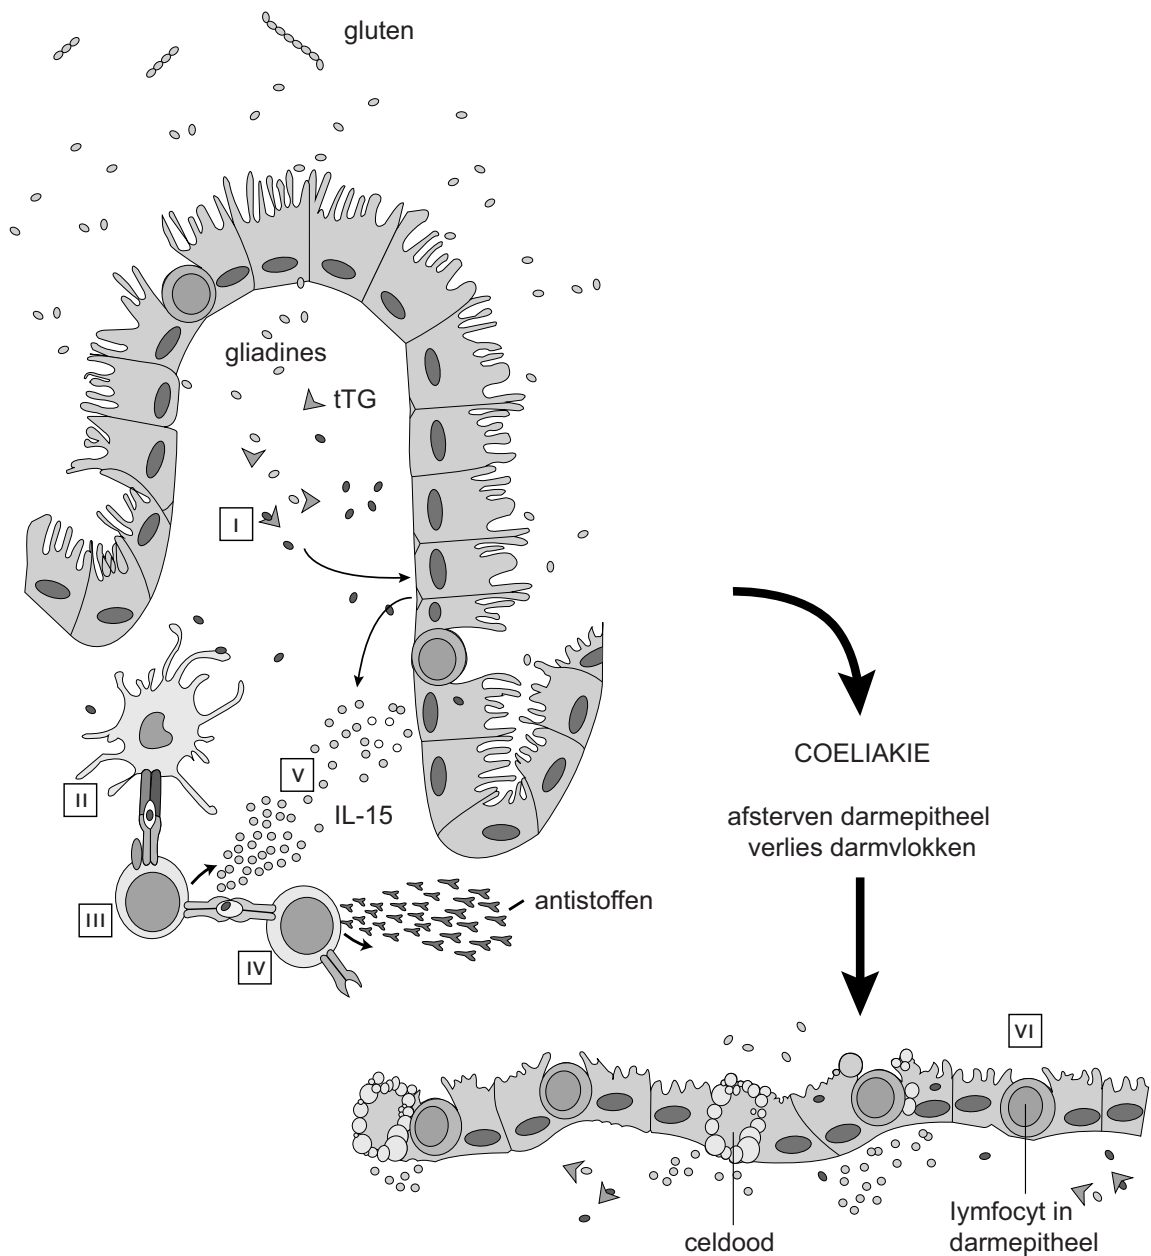 gluten
gliadines
tTG
I
II
V
IL-15
III
IV
antistoffen
COELIAKIE
afsterven darmepitheel
verlies darmvlokken
VI
celdood
lymfocyt in
darmepitheel